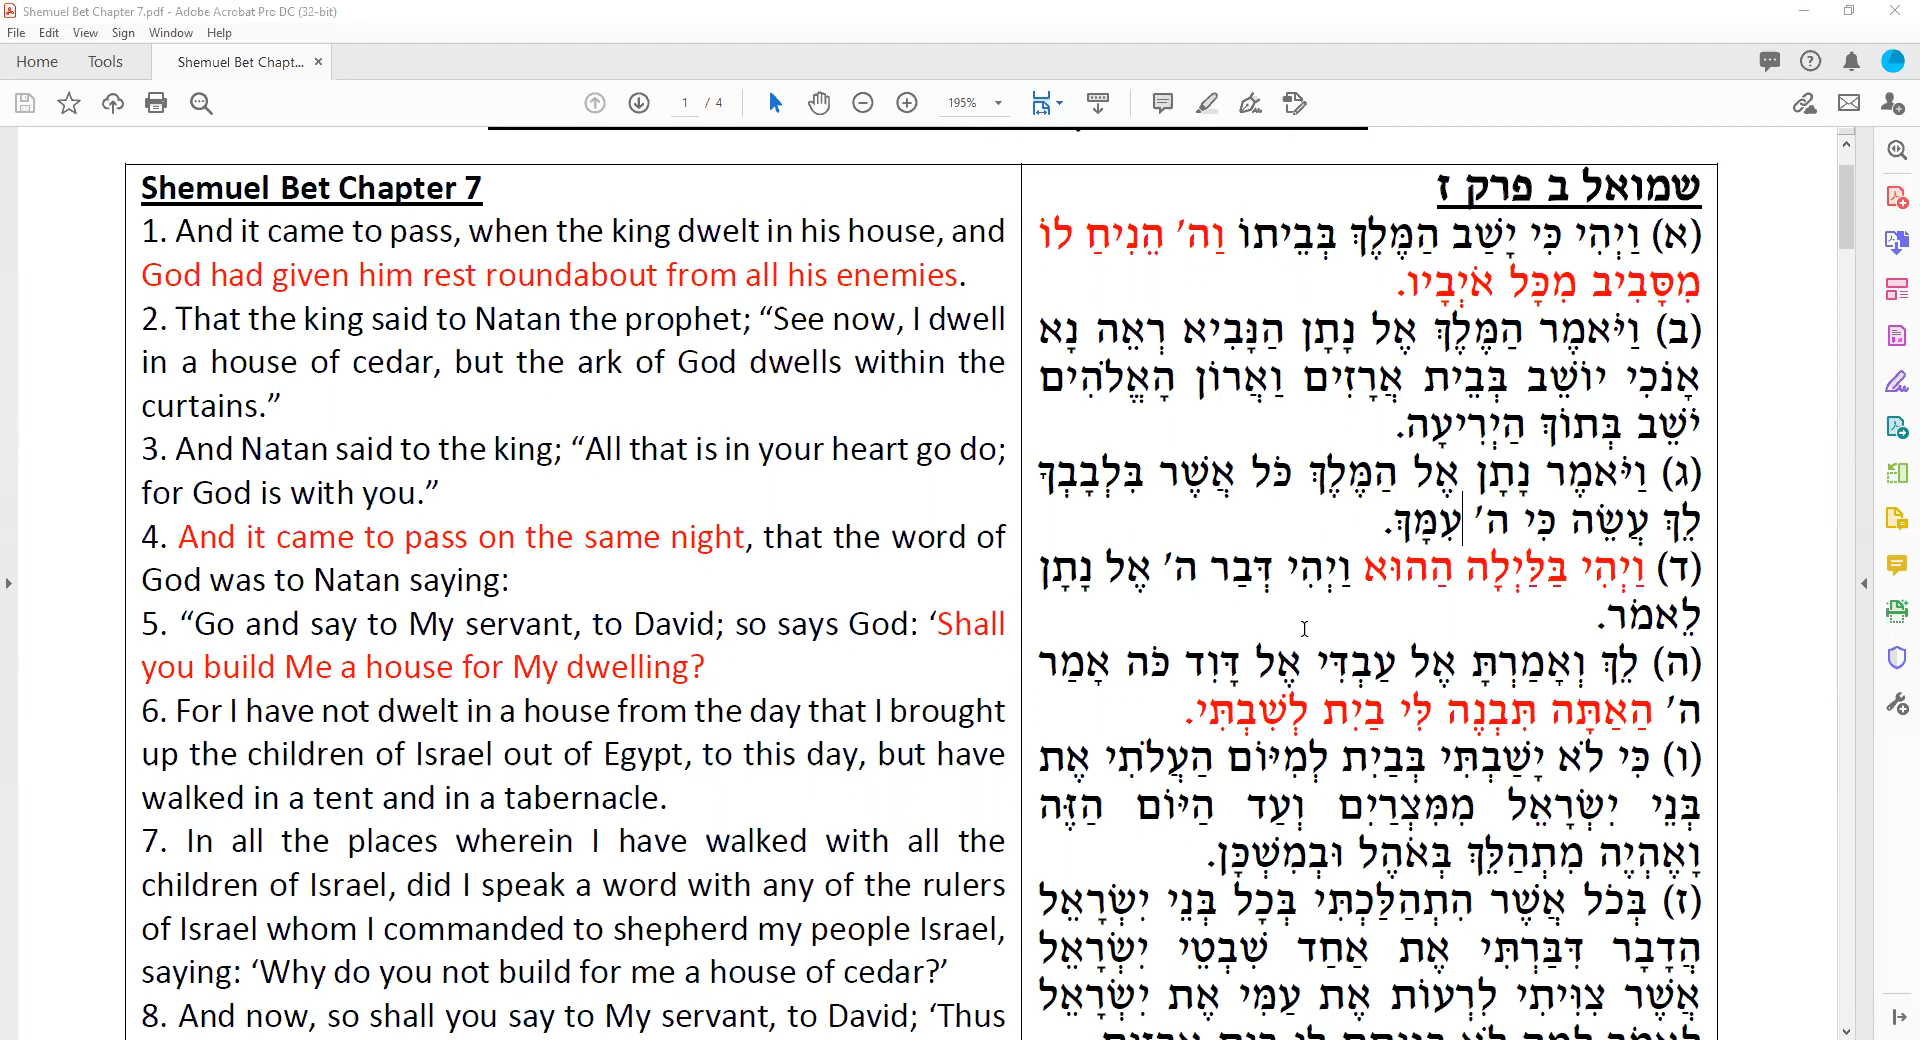 Shemuel Bet Chapter 7.pdf - Adobe Acrobat Pro DC (32-bit)
File Edit View Sign Window Help
Home Tools Shemuel Bet Chapt... ×
1 / 4 195%
Shemuel Bet Chapter 7
1. And it came to pass, when the king dwelt in his house, and
God had given him rest roundabout from all his enemies.
2. That the king said to Natan the prophet; “See now, I dwell
in a house of cedar, but the ark of God dwells within the
curtains.”
3. And Natan said to the king; “All that is in your heart go do;
for God is with you.”
4. And it came to pass on the same night, that the word of
God was to Natan saying:
5. “Go and say to My servant, to David; so says God: ‘Shall
you build Me a house for My dwelling?
6. For I have not dwelt in a house from the day that I brought
up the children of Israel out of Egypt, to this day, but have
walked in a tent and in a tabernacle.
7. In all the places wherein I have walked with all the
children of Israel, did I speak a word with any of the rulers
of Israel whom I commanded to shepherd my people Israel,
saying: ‘Why do you not build for me a house of cedar?’
8. And now, so shall you say to My servant, to David; ‘Thus
שמואל ב פרק ז
(א) וַיְהִי כִּי יָשַׁב הַמֶּלֶךְ בְּבֵיתוֹ וַה' הֵנִיחַ לוֹ
מִסָּבִיב מִכָּל אֹיְבָיו.
(ב) וַיֹּאמֶר הַמֶּלֶךְ אֶל נָתָן הַנָּבִיא רְאֵה נָא
אָנֹכִי יוֹשֵׁב בְּבֵית אֲרָזִים וַאֲרוֹן הָאֱלֹהִים
יֹשֵׁב בְּתוֹךְ הַיְרִיעָה.
(ג) וַיֹּאמֶר נָתָן אֶל הַמֶּלֶךְ כֹּל אֲשֶׁר בִּלְבָבְךָ
לֵךְ עֲשֵׂה כִּי ה' עִמָּךְ.
(ד) וַיְהִי בַּלַּיְלָה הַהוּא וַיְהִי דְּבַר ה' אֶל נָתָן
לֵאמֹר.
(ה) לֵךְ וְאָמַרְתָּ אֶל עַבְדִּי אֶל דָּוִד כֹּה אָמַר
ה' הַאַתָּה תִּבְנֶה לִּי בַיִת לְשִׁבְתִּי.
(ו) כִּי לֹא יָשַׁבְתִּי בְּבַיִת לְמִיּוֹם הַעֲלֹתִי אֶת
בְּנֵי יִשְׂרָאֵל מִמִּצְרַיִם וְעַד הַיּוֹם הַזֶּה
וָאֶהְיֶה מִתְהַלֵּךְ בְּאֹהֶל וּבְמִשְׁכָּן.
(ז) בְּכֹל אֲשֶׁר הִתְהַלַּכְתִּי בְּכָל בְּנֵי יִשְׂרָאֵל
הֲדָבָר דִּבַּרְתִּי אֶת אַחַד שִׁבְטֵי יִשְׂרָאֵל
אֲשֶׁר צִוִּיתִי לִרְעוֹת אֶת עַמִּי אֶת יִשְׂרָאֵל